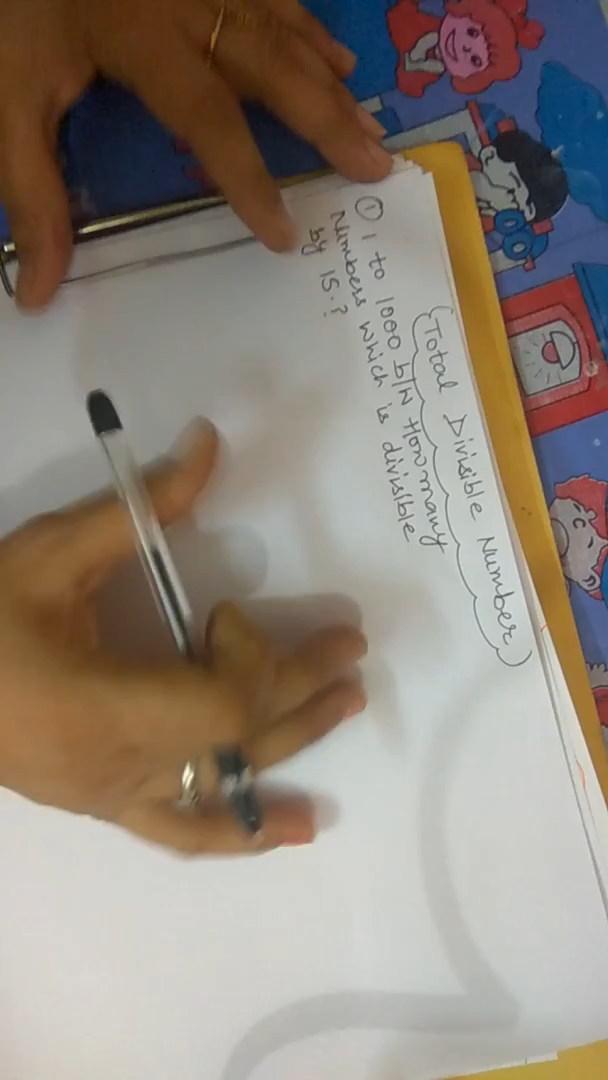 (Total Divisible Number)
① 1 to 1000 b/w How many
Numbers which is divisible
by 15.?